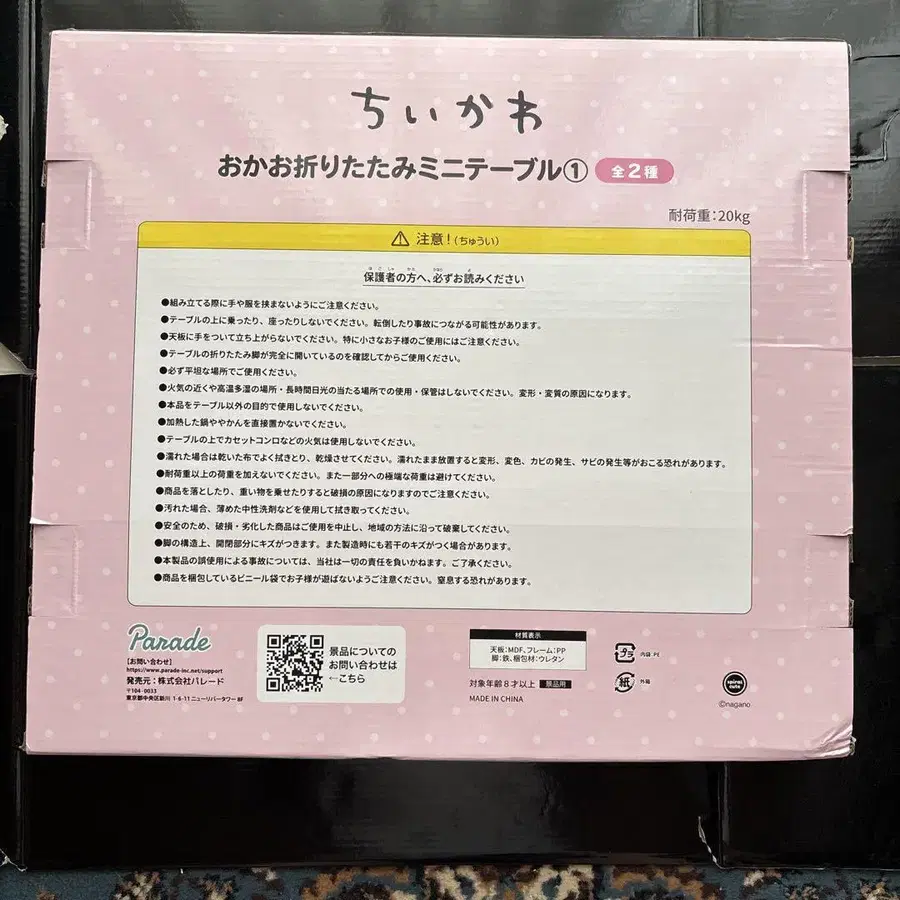 ちいかわ
おかお折りたたみミニテーブル① 全2種
耐荷重:20kg
⚠ 注意!(ちゅうい)
保護者の方へ、必ずお読みください
●組み立てる際に手や服を挟まないようにご注意ください。
●テーブルの上に乗ったり、座ったりしないでください。転倒したり事故につながる可能性があります。
●天板に手をついて立ち上がらないでください。特に小さなお子様のご使用にはご注意ください。
●テーブルの折りたたみ脚が完全に開いているのを確認してからご使用ください。
●必ず平坦な場所でご使用ください。
●火気の近くや高温多湿の場所・長時間日光の当たる場所での使用・保管はしないでください。変形・変質の原因になります。
●本品をテーブル以外の目的で使用しないでください。
●加熱した鍋ややかんを直接置かないでください。
●テーブルの上でカセットコンロなどの火気は使用しないでください。
●濡れた場合は乾いた布でよく拭きとり、乾燥させてください。濡れたまま放置すると変形、変色、カビの発生、サビの発生等がおこる恐れがあります。
●耐荷重以上の荷重を加えないでください。また一部分への極端な荷重は避けてください。
●商品を落としたり、重い物を乗せたりすると破損の原因になりますのでご注意ください。
●汚れた場合、薄めた中性洗剤などを使用して拭き取ってください。
●安全のため、破損・劣化した商品はご使用を中止し、地域の方法に沿って破棄してください。
●脚の構造上、開閉部分にキズがつきます。また製造時にも若干のキズがつく場合があります。
●本製品の誤使用による事故については、当社は一切の責任を負いかねます。ご了承ください。
●商品を梱包しているビニール袋でお子様が遊ばないようご注意ください。窒息する恐れがあります。
Parade
【お問い合わせ】
https://www.parade-inc.net/support
発売元:株式会社パレード
〒104-0033
東京都中央区新川 1-6-11 ニューリバータワー 8F
景品についての
お問い合わせは
←こちら
材質表示
天板:MDF、フレーム:PP
脚:鉄、梱包材:ウレタン
対象年齢8才以上 景品用
MADE IN CHINA
プラ 内袋:PE
紙 外箱
spiral cute
©nagano